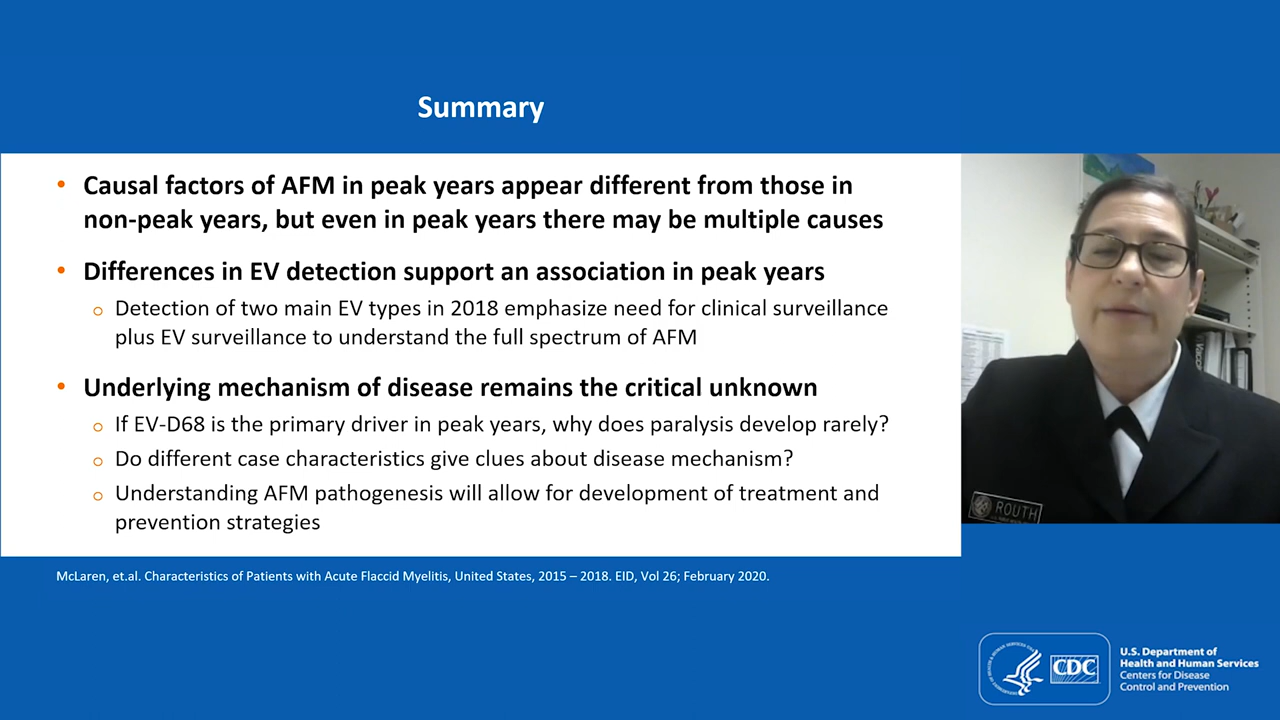 Summary
• Causal factors of AFM in peak years appear different from those in
non-peak years, but even in peak years there may be multiple causes
• Differences in EV detection support an association in peak years
o Detection of two main EV types in 2018 emphasize need for clinical surveillance
plus EV surveillance to understand the full spectrum of AFM
• Underlying mechanism of disease remains the critical unknown
o If EV-D68 is the primary driver in peak years, why does paralysis develop rarely?
o Do different case characteristics give clues about disease mechanism?
o Understanding AFM pathogenesis will allow for development of treatment and
prevention strategies
McLaren, et.al. Characteristics of Patients with Acute Flaccid Myelitis, United States, 2015 – 2018. EID, Vol 26; February 2020.
ROUTH
CDC
U.S. Department of
Health and Human Services
Centers for Disease
Control and Prevention